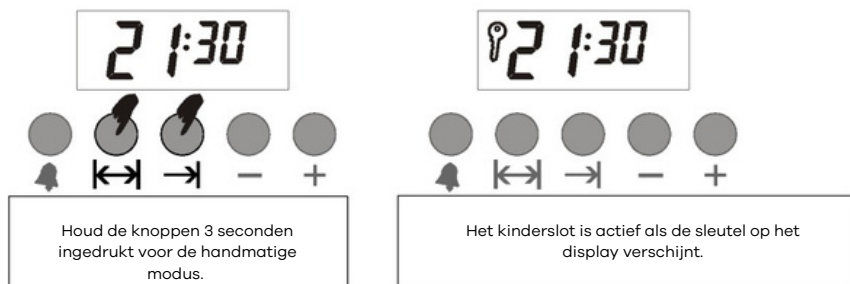 21:30
21:30
− +
− +
Houd de knoppen 3 seconden
ingedrukt voor de handmatige
modus.
Het kinderslot is actief als de sleutel op het
display verschijnt.